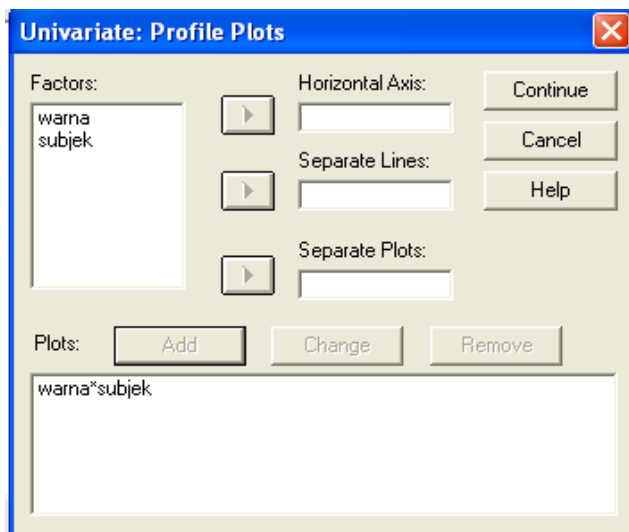 Univariate: Profile Plots
Factors:
warna
subjek
Horizontal Axis:
Separate Lines:
Separate Plots:
Continue
Cancel
Help
Plots:
Add
Change
Remove
warna*subjek